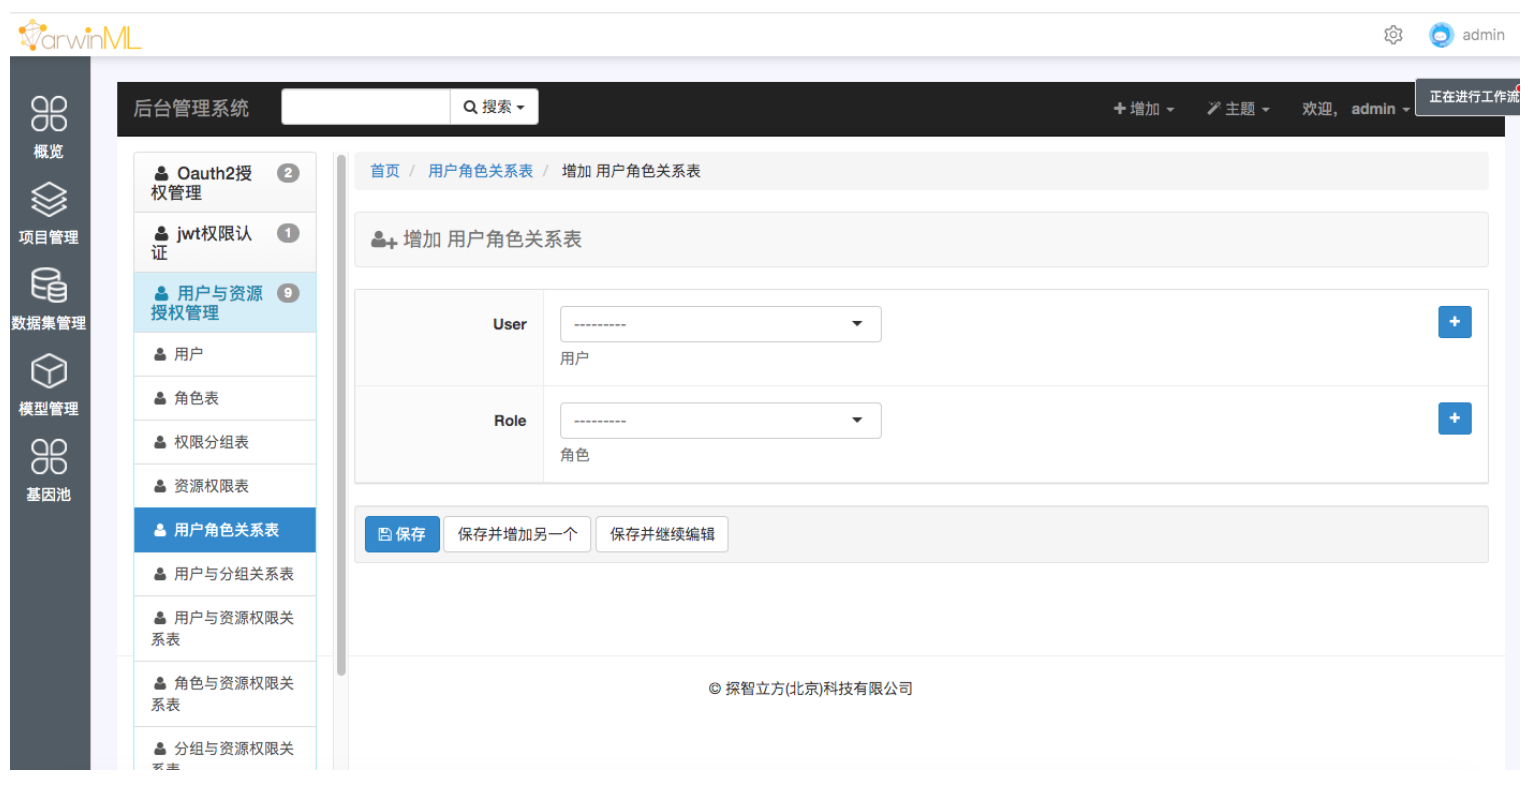 DarwinML
admin
正在进行工作流
概览
项目管理
数据集管理
模型管理
基因池
后台管理系统
搜索
增加
主题
欢迎, admin
Oauth2授
权管理
2
jwt权限认
证
1
用户与资源
授权管理
9
用户
角色表
权限分组表
资源权限表
用户角色关系表
用户与分组关系表
用户与资源权限关
系表
角色与资源权限关
系表
分组与资源权限关
系表
首页 / 用户角色关系表 / 增加 用户角色关系表
增加 用户角色关系表
User
---------
用户
Role
---------
角色
保存
保存并增加另一个
保存并继续编辑
© 探智立方(北京)科技有限公司